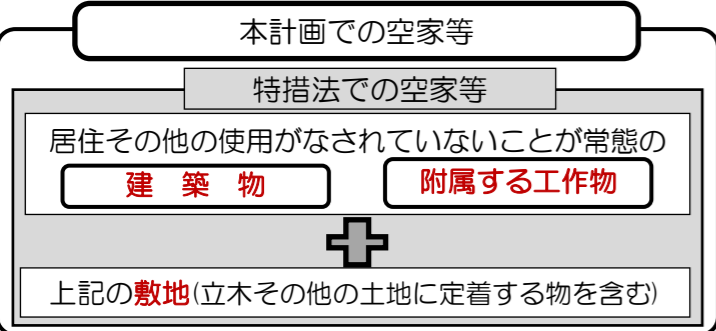 本計画での空家等
特措法での空家等
居住その他の使用がなされていないことが常態の
建 築 物 附属する工作物
上記の敷地(立木その他の土地に定着する物を含む)